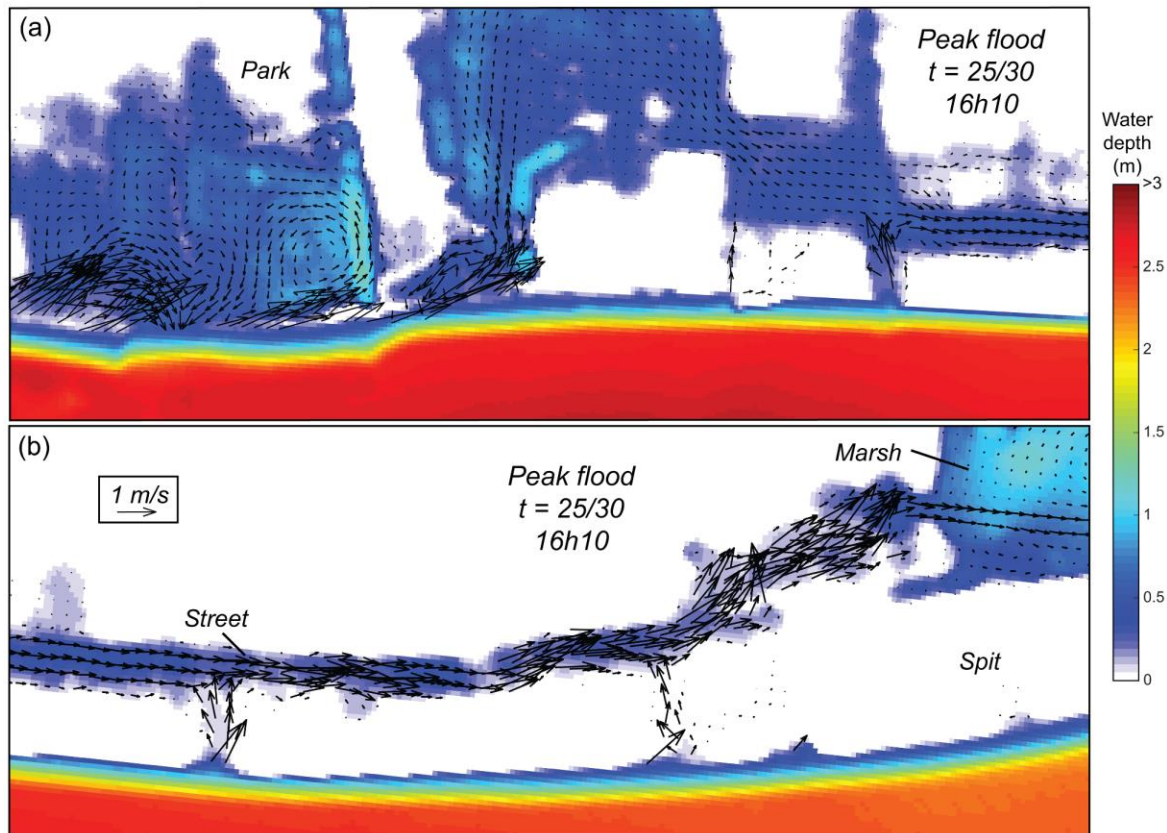 (a)
Park
Peak flood
t = 25/30
16h10
Water
depth
(m)
>3
2.5
2
1.5
1
0.5
0
(b)
1 m/s
Peak flood
t = 25/30
16h10
Marsh
Street
Spit